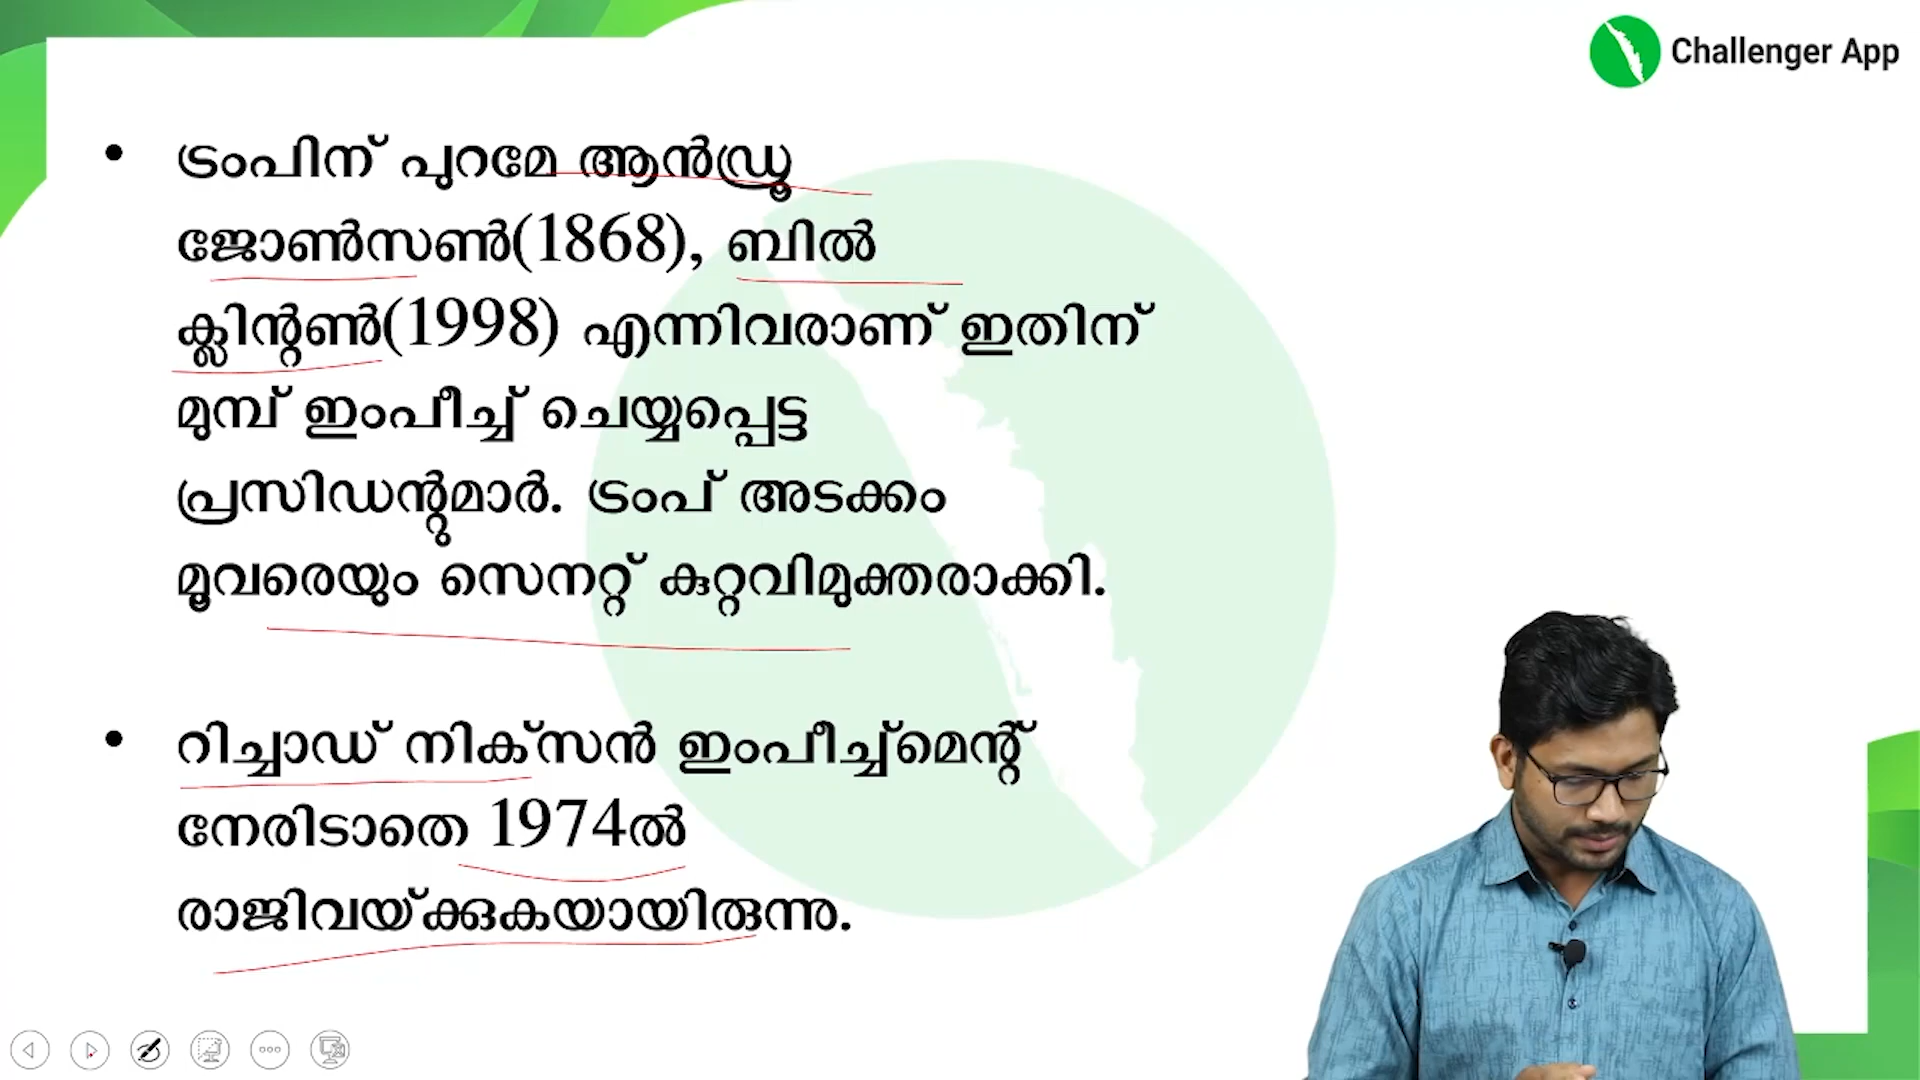 Challenger App
• ട്രംപിന് പുറമേ ആൻഡ്രൂ
ജോൺസൺ(1868), ബിൽ
ക്ലിന്റൺ(1998) എന്നിവരാണ് ഇതിന്
മുമ്പ് ഇംപീച്ച് ചെയ്യപ്പെട്ട
പ്രസിഡന്റുമാർ. ട്രംപ് അടക്കം
മൂവരെയും സെനറ്റ് കുറ്റവിമുക്തരാക്കി.
• റിച്ചാഡ് നിക്സൻ ഇംപീച്ച്മെന്റ്
നേരിടാതെ 1974ൽ
രാജിവയ്ക്കുകയായിരുന്നു.